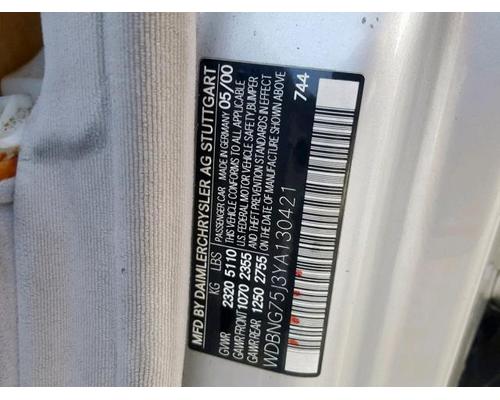 MFD BY DAIMLERCHRYSLER AG STUTTGART
KG LBS PASSENGER CAR MADE IN GERMANY 05/00
GVWR 2320 5110 THIS VEHICLE CONFORMS TO ALL APPLICABLE
GAWR FRONT 1070 2355 U.S. FEDERAL MOTOR VEHICLE SAFETY, BUMPER
GAWR REAR 1250 2755 AND THEFT PREVENTION STANDARDS IN EFFECT
ON THE DATE OF MANUFACTURE SHOWN ABOVE
WDBNG75J3YA130421
744